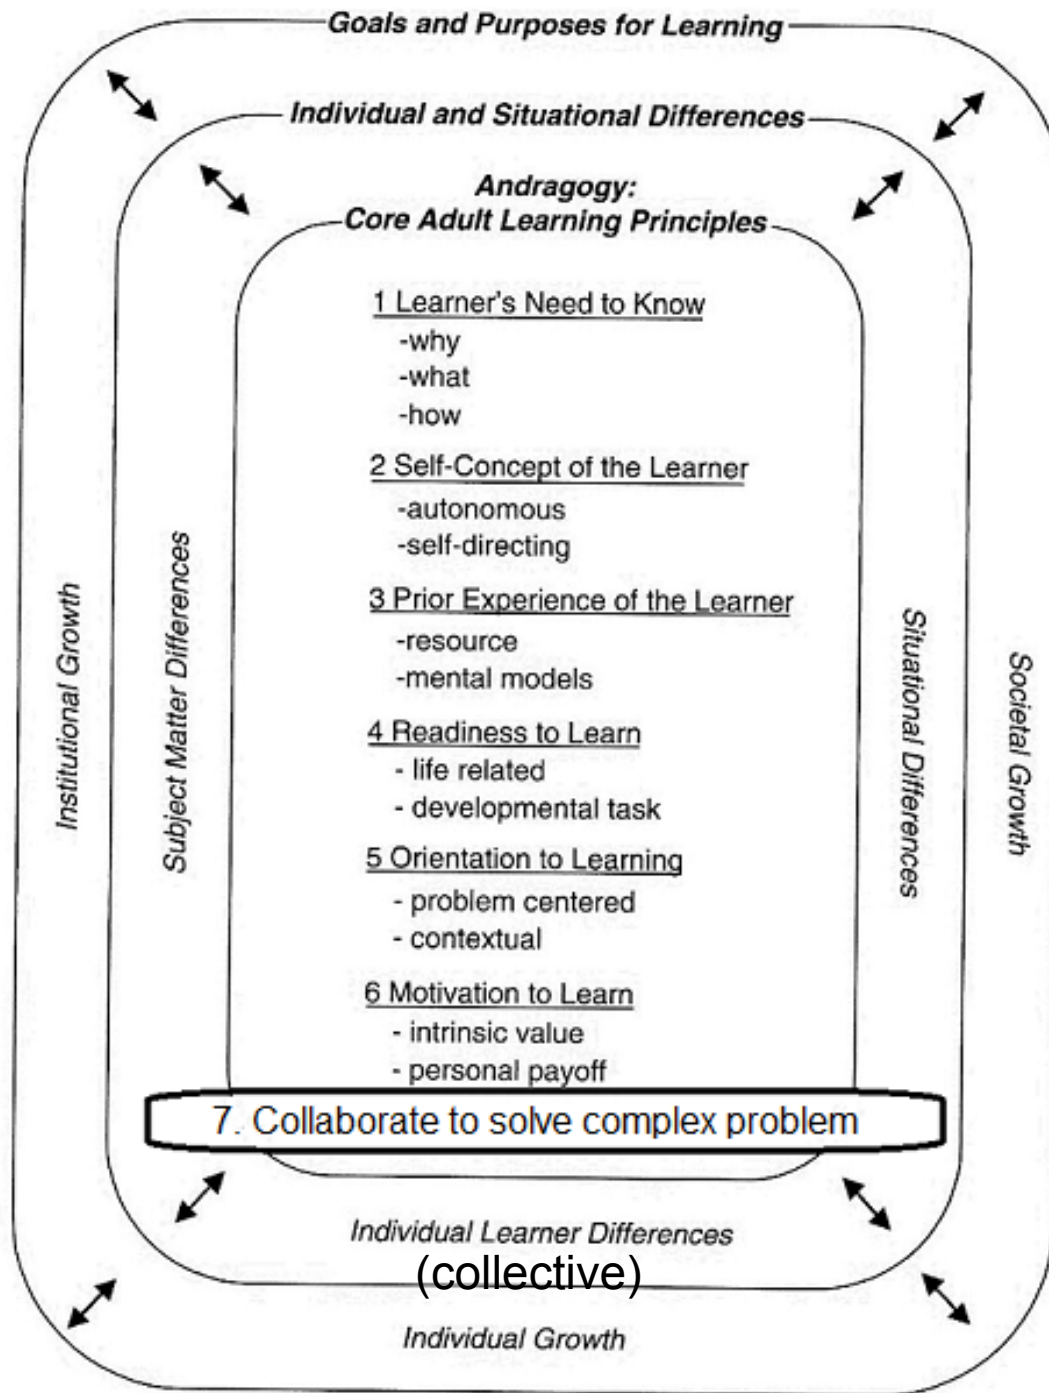 Goals and Purposes for Learning
Individual and Situational Differences
Andragogy:
Core Adult Learning Principles
1 Learner's Need to Know
-why
-what
-how
2 Self-Concept of the Learner
-autonomous
-self-directing
3 Prior Experience of the Learner
-resource
-mental models
4 Readiness to Learn
- life related
- developmental task
5 Orientation to Learning
- problem centered
- contextual
6 Motivation to Learn
- intrinsic value
- personal payoff
7. Collaborate to solve complex problem
Institutional Growth
Subject Matter Differences
Situational Differences
Societal Growth
Individual Learner Differences
(collective)
Individual Growth